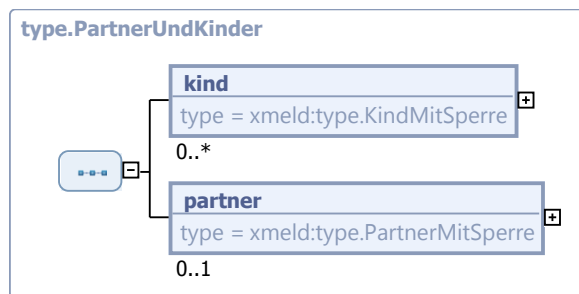 type.PartnerUndKinder
kind
type = xmeld:type.KindMitSperre
0..*
partner
type = xmeld:type.PartnerMitSperre
0..1